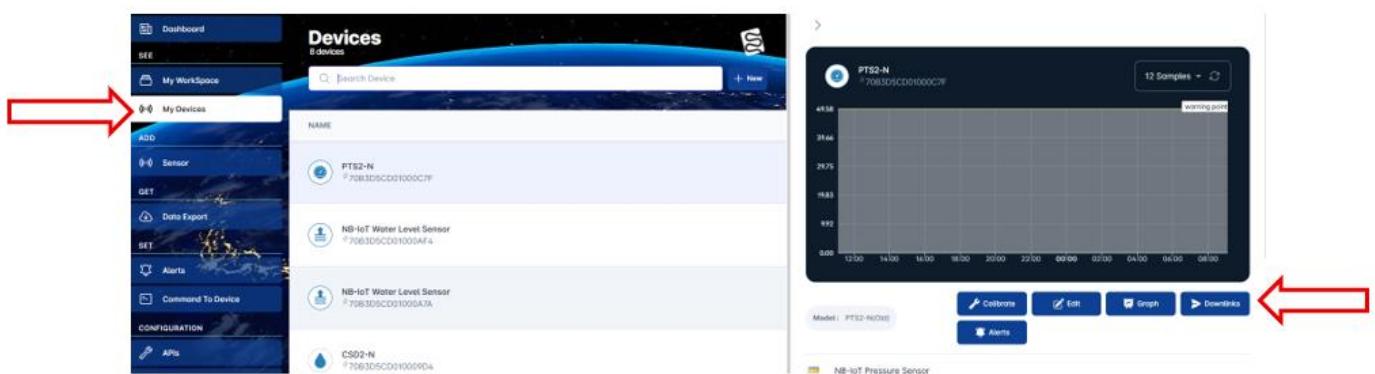 Dashboard
SEE
My WorkSpace
My Devices
ADD
Sensor
GET
Data Export
SET
Alerts
Command To Device
CONFIGURATION
APIs
Devices
8 devices
Search Device
+ New
NAME
PTS2-N
70B3D5CD01000C7F
NB-IoT Water Level Sensor
70B3D5CD01000AF4
NB-IoT Water Level Sensor
70B3D5CD01000A7A
CSD2-N
70B3D5CD010009D4
PTS2-N
70B3D5CD01000C7F
12 Samples
warning point
49.58
39.66
29.75
19.83
9.92
0.00
12:00 14:00 16:00 18:00 20:00 22:00 00:00 02:00 04:00 06:00 08:00
Calibrate Edit Graph Downlinks
Model : PTS2-N(Old)
Alerts
NB-IoT Pressure Sensor